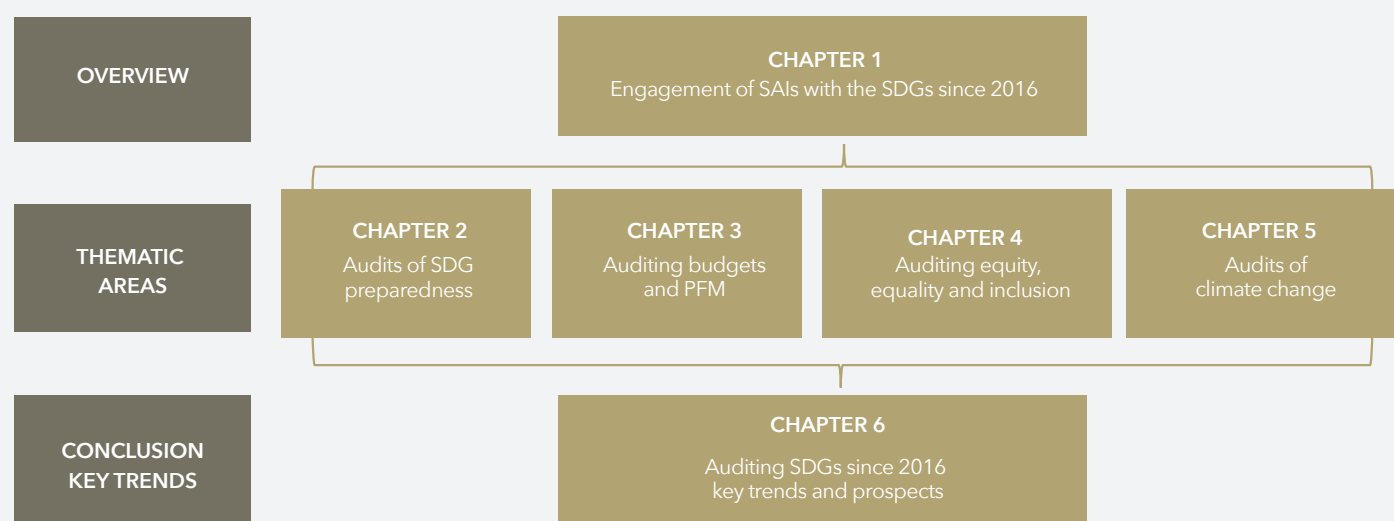 OVERVIEW
CHAPTER 1
Engagement of SAIs with the SDGs since 2016
THEMATIC
AREAS
CHAPTER 2
Audits of SDG
preparedness
CHAPTER 3
Auditing budgets
and PFM
CHAPTER 4
Auditing equity,
equality and inclusion
CHAPTER 5
Audits of
climate change
CONCLUSION
KEY TRENDS
CHAPTER 6
Auditing SDGs since 2016
key trends and prospects